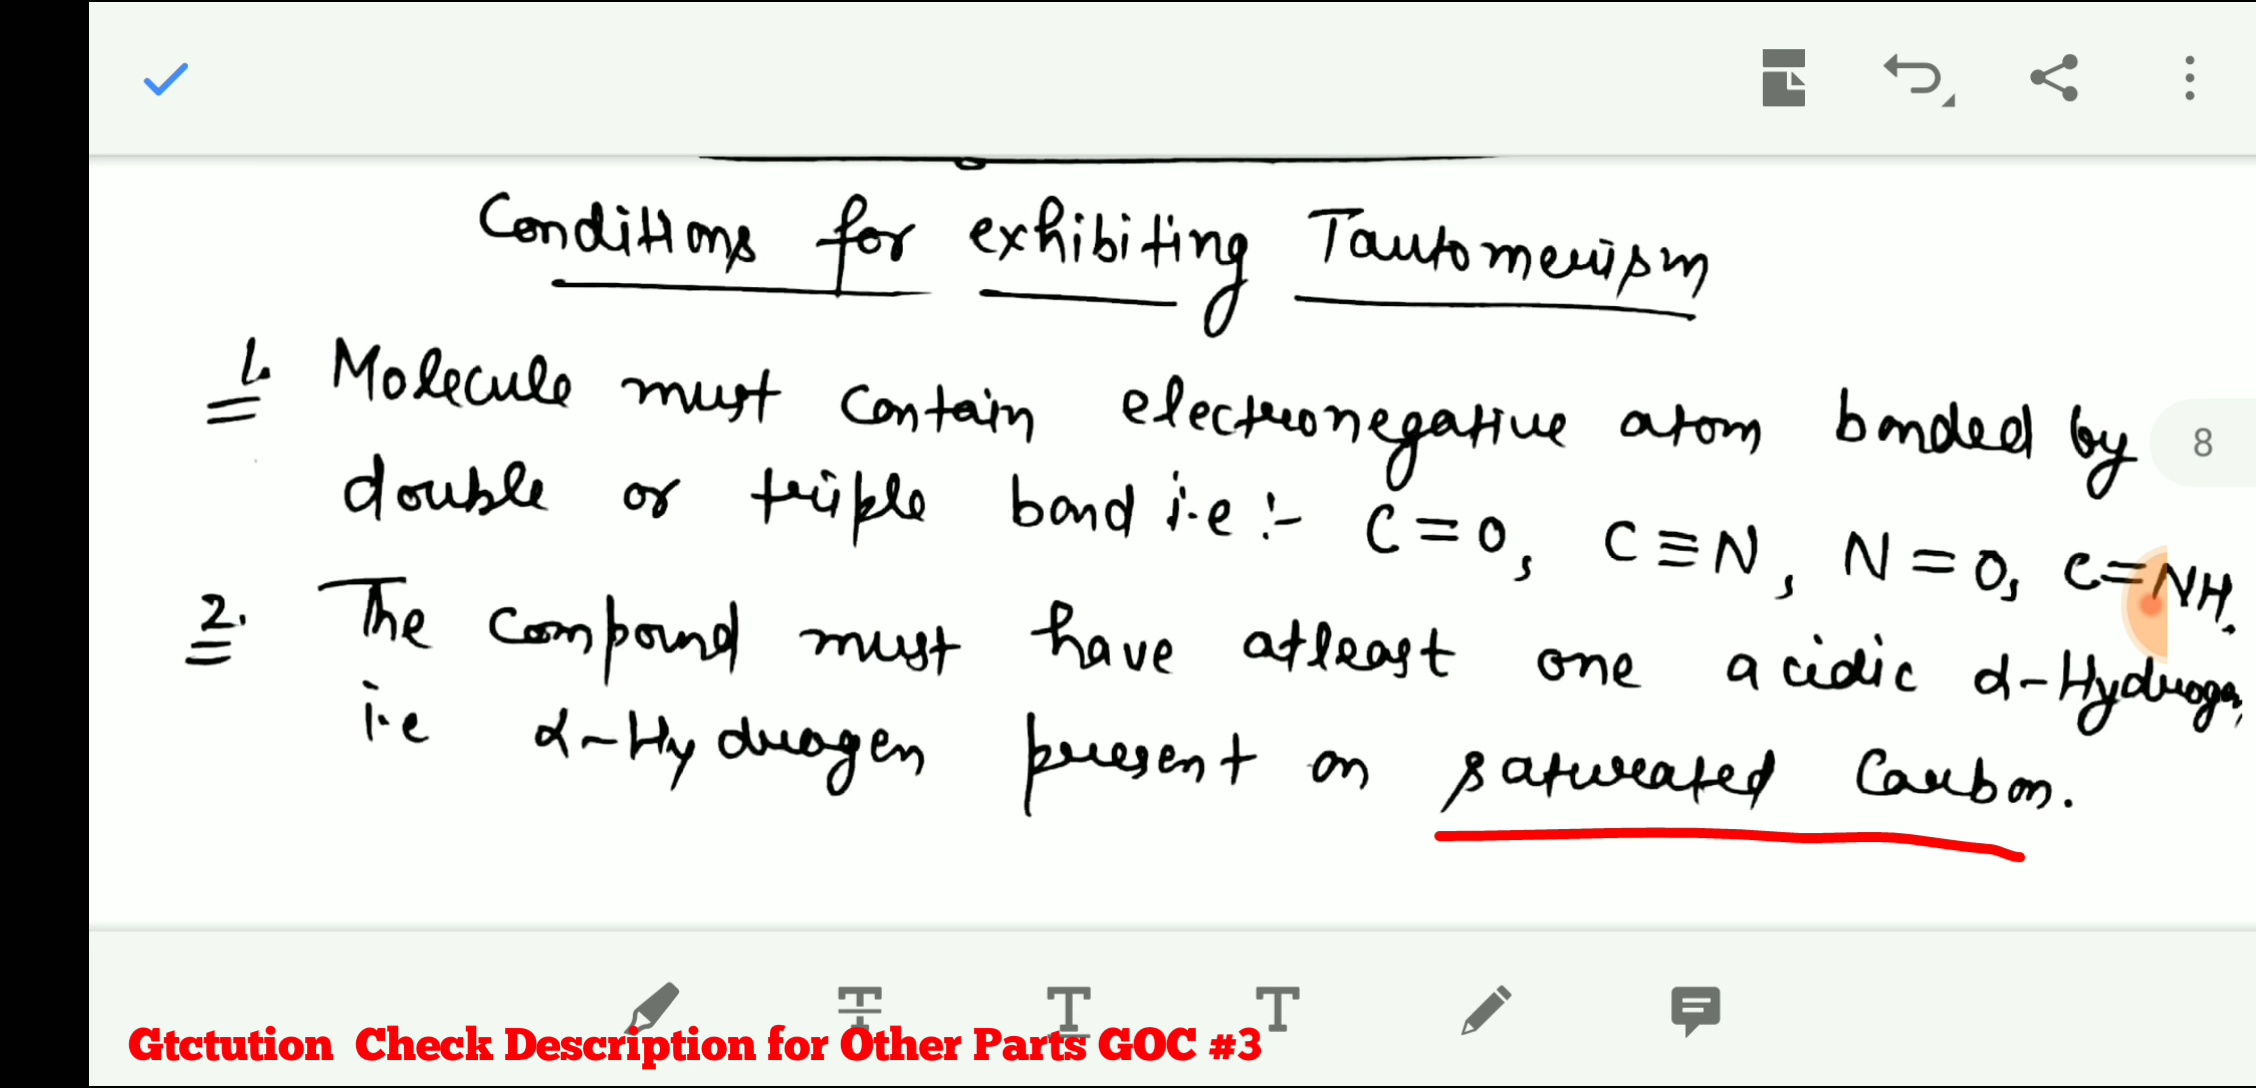 Conditions for exhibiting Tautomerism
1. Molecule must contain electronegative atom bonded by
double or triple bond i.e :- C=O, C≡N, N=O, C=NH.
2. The compound must have atleast one acidic α-Hydrogen,
i.e α-Hydrogen present on saturated Carbon.
8
Gtctution Check Description for Other Parts GOC #3